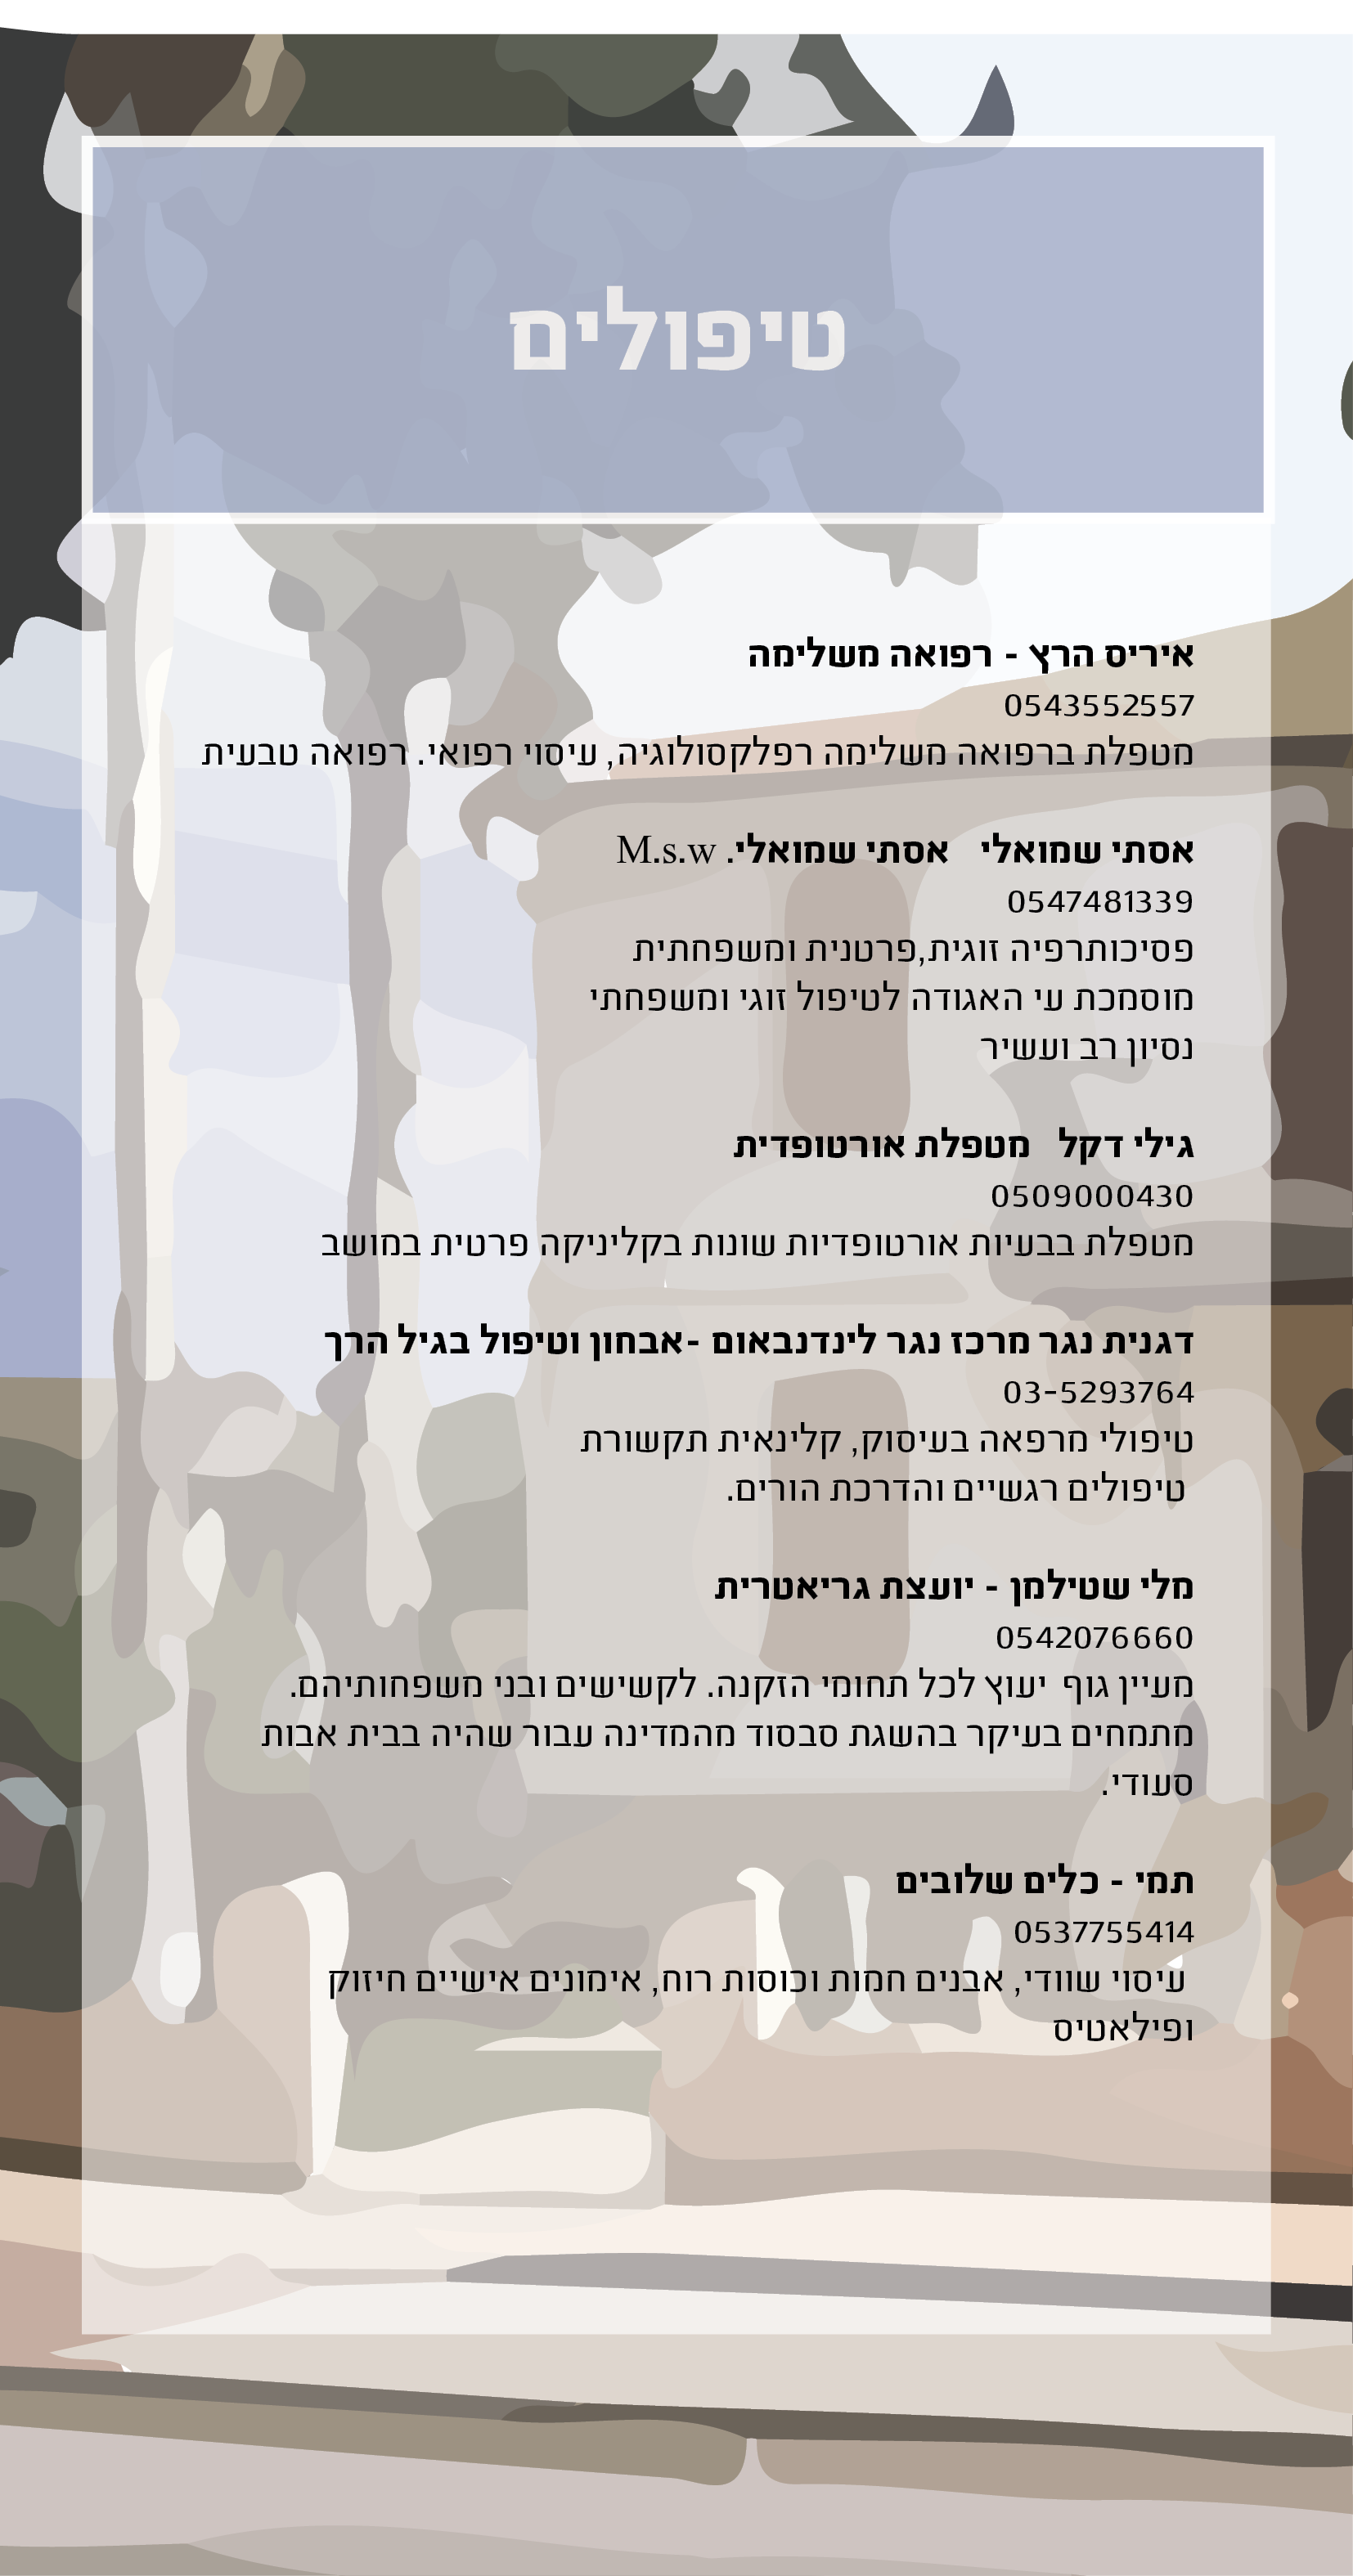 טיפולים
איריס הרץ - רפואה משלימה
0543552557
מטפלת ברפואה משלימה רפלקסולוגיה, עיסוי רפואי. רפואה טבעית
אסתי שמואלי אסתי שמואלי. M.s.w
0547481339
פסיכותרפיה זוגית,פרטנית ומשפחתית
מוסמכת עי האגודה לטיפול זוגי ומשפחתי
נסיון רב ועשיר
גילי דקל מטפלת אורטופדית
0509000430
מטפלת בבעיות אורטופדיות שונות בקליניקה פרטית במושב
דגנית נגר מרכז נגר לינדנבאום -אבחון וטיפול בגיל הרך
03-5293764
טיפולי מרפאה בעיסוק, קלינאית תקשורת
טיפולים רגשיים והדרכת הורים.
מלי שטילמן - יועצת גריאטרית
0542076660
מעיין גוף יעוץ לכל תחומי הזקנה. לקשישים ובני משפחותיהם.
מתמחים בעיקר בהשגת סבסוד מהמדינה עבור שהיה בבית אבות
סעודי.
תמי - כלים שלובים
0537755414
עיסוי שוודי, אבנים חמות וכוסות רוח, אימונים אישיים חיזוק
ופילאטיס